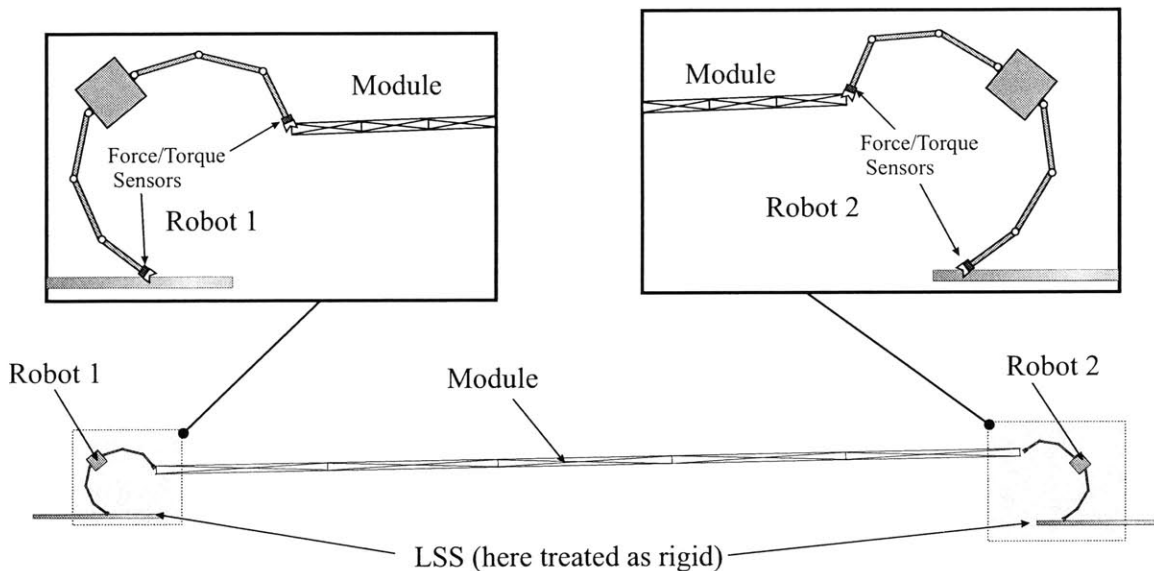 Module
Force/Torque
Sensors
Robot 1
Module
Force/Torque
Sensors
Robot 2
Robot 1
Module
Robot 2
LSS (here treated as rigid)